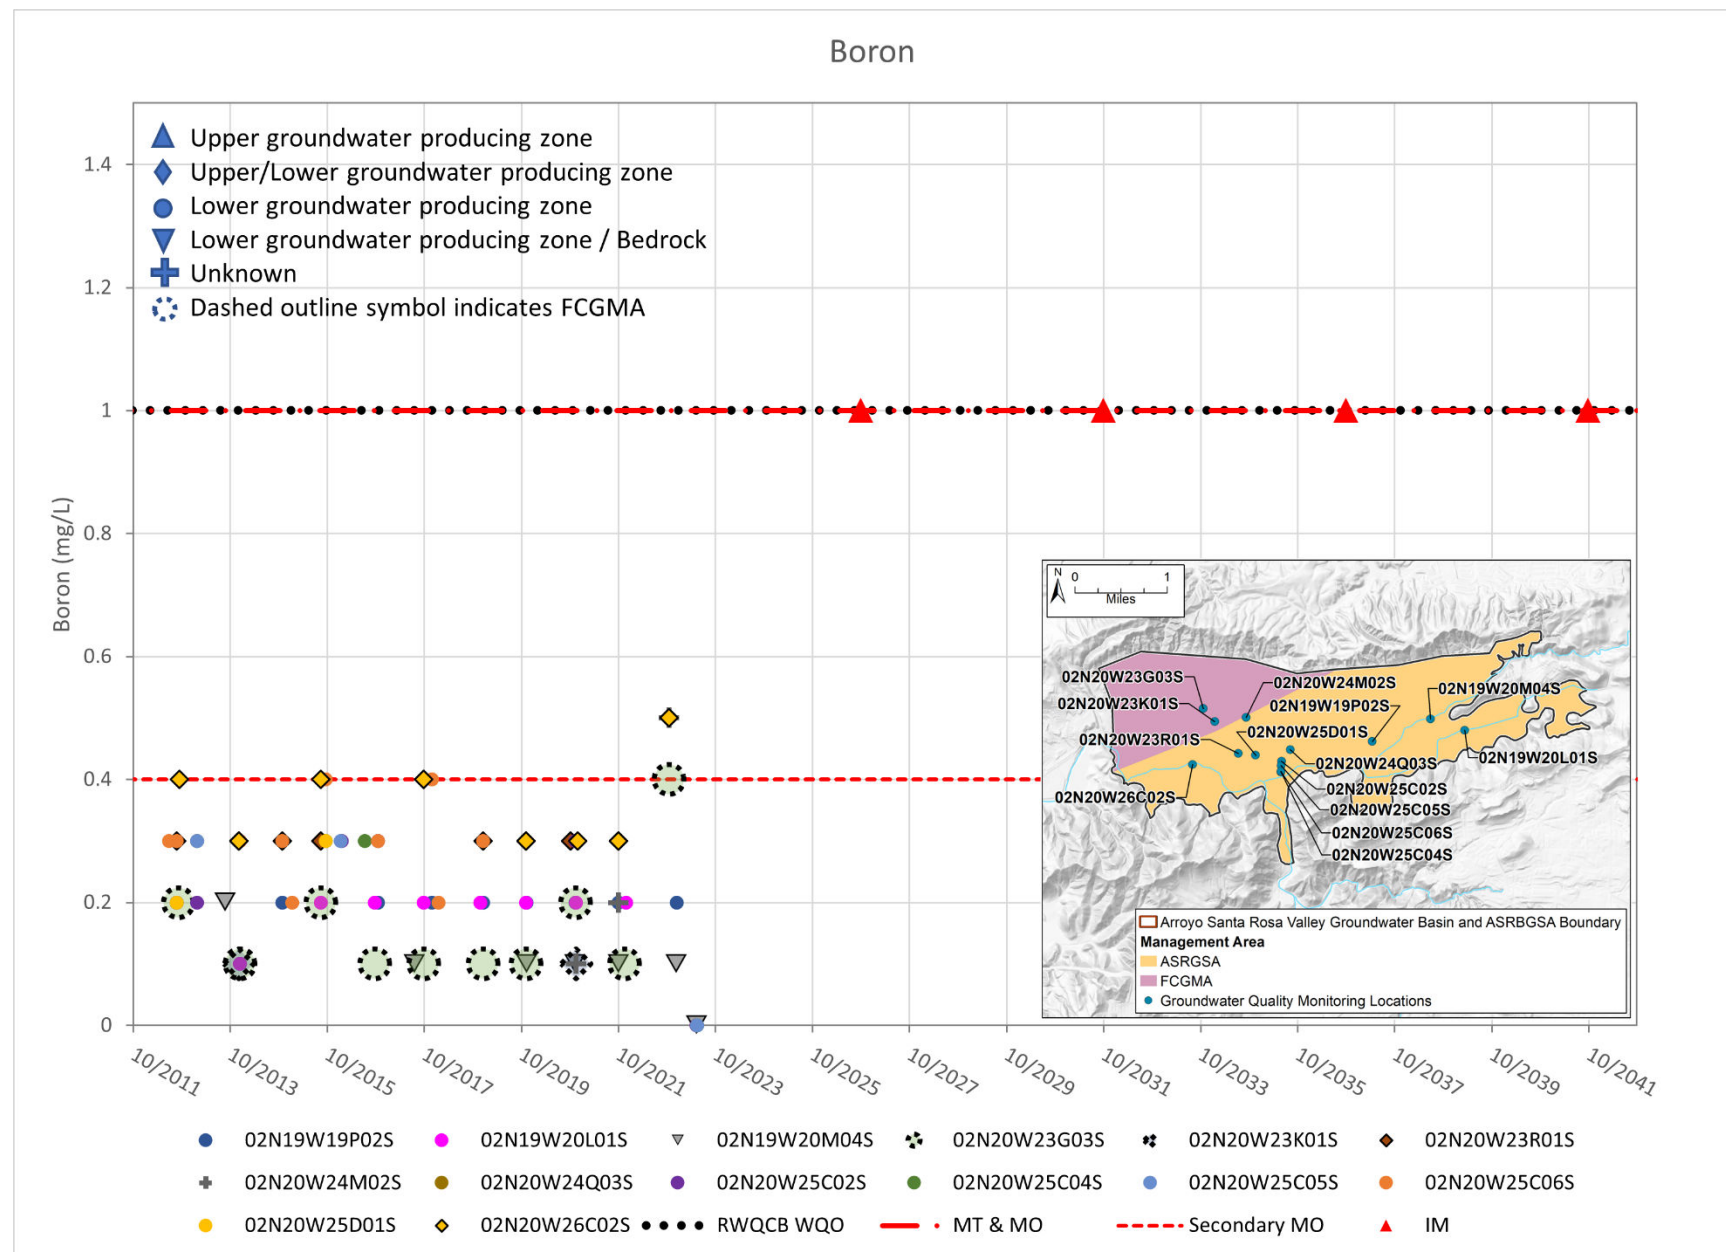 Boron
Upper groundwater producing zone
Upper/Lower groundwater producing zone
Lower groundwater producing zone
Lower groundwater producing zone / Bedrock
Unknown
Dashed outline symbol indicates FCGMA
Boron (mg/L)
1.4
1.2
1
0.8
0.6
0.4
0.2
0
10/2011
10/2013
10/2015
10/2017
10/2019
10/2021
10/2023
10/2025
10/2027
10/2029
10/2031
10/2033
10/2035
10/2037
10/2039
10/2041
N
0 1
Miles
02N20W23G03S
02N20W24M02S
02N19W20M04S
02N20W23K01S
02N19W19P02S
02N20W23R01S
02N20W25D01S
02N20W24Q03S
02N19W20L01S
02N20W26C02S
02N20W25C02S
02N20W25C05S
02N20W25C06S
02N20W25C04S
Arroyo Santa Rosa Valley Groundwater Basin and ASRBGSA Boundary
Management Area
ASRGSA
FCGMA
Groundwater Quality Monitoring Locations
02N19W19P02S 02N19W20L01S 02N19W20M04S 02N20W23G03S 02N20W23K01S 02N20W23R01S
02N20W24M02S 02N20W24Q03S 02N20W25C02S 02N20W25C04S 02N20W25C05S 02N20W25C06S
02N20W25D01S 02N20W26C02S RWQCB WQO MT & MO Secondary MO IM